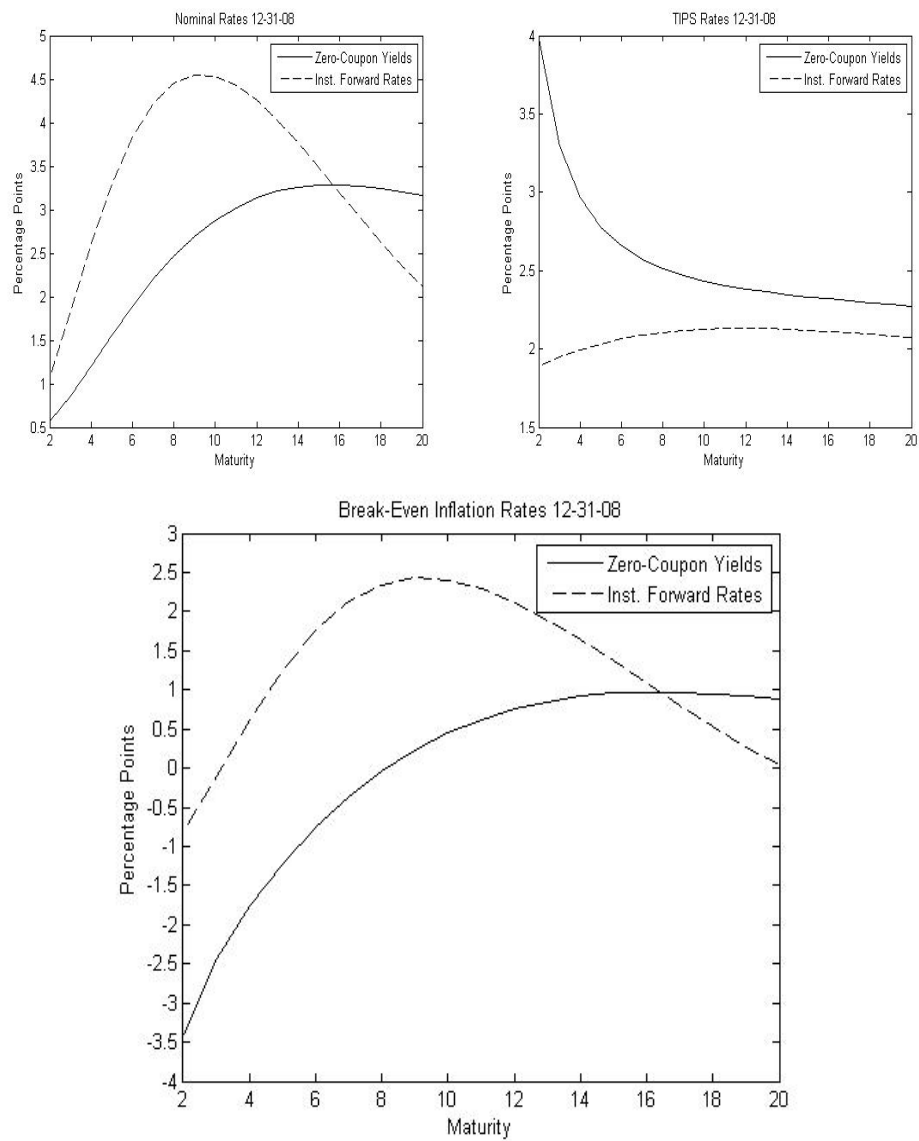 Nominal Rates 12-31-08
5
4.5
4
3.5
3
2.5
2
1.5
1
0.5
Percentage Points
Zero-Coupon Yields
Inst. Forward Rates
2 4 6 8 10 12 14 16 18 20
Maturity
TIPS Rates 12-31-08
4
3.5
3
2.5
2
1.5
Percentage Points
Zero-Coupon Yields
Inst. Forward Rates
2 4 6 8 10 12 14 16 18 20
Maturity
Break-Even Inflation Rates 12-31-08
3
2.5
2
1.5
1
0.5
0
-0.5
-1
-1.5
-2
-2.5
-3
-3.5
-4
Percentage Points
Zero-Coupon Yields
Inst. Forward Rates
2 4 6 8 10 12 14 16 18 20
Maturity